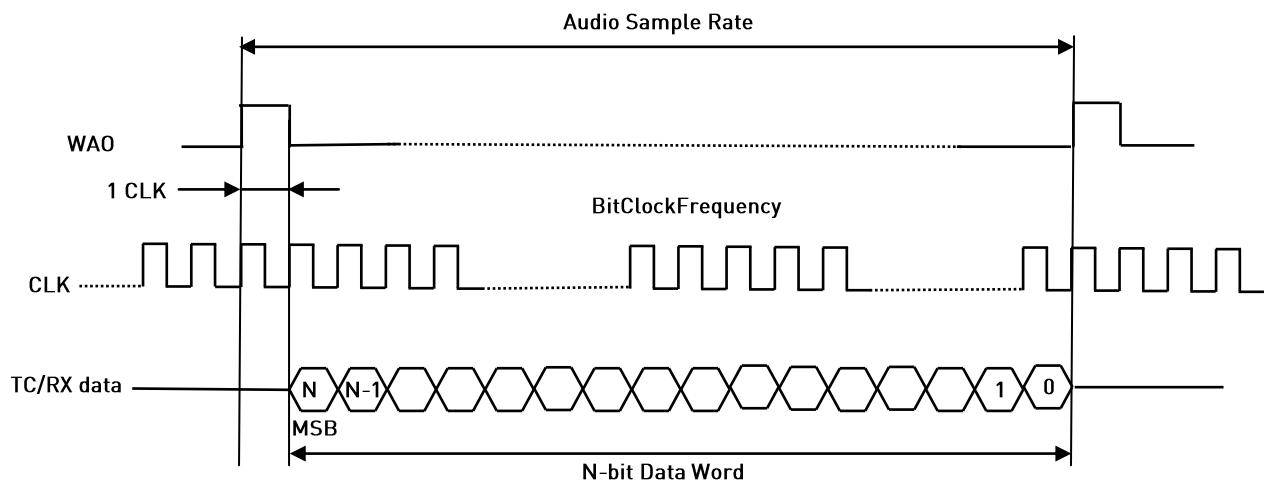 Audio Sample Rate
WAO
1 CLK
BitClockFrequency
CLK
TC/RX data
N N-1 1 0
MSB
N-bit Data Word